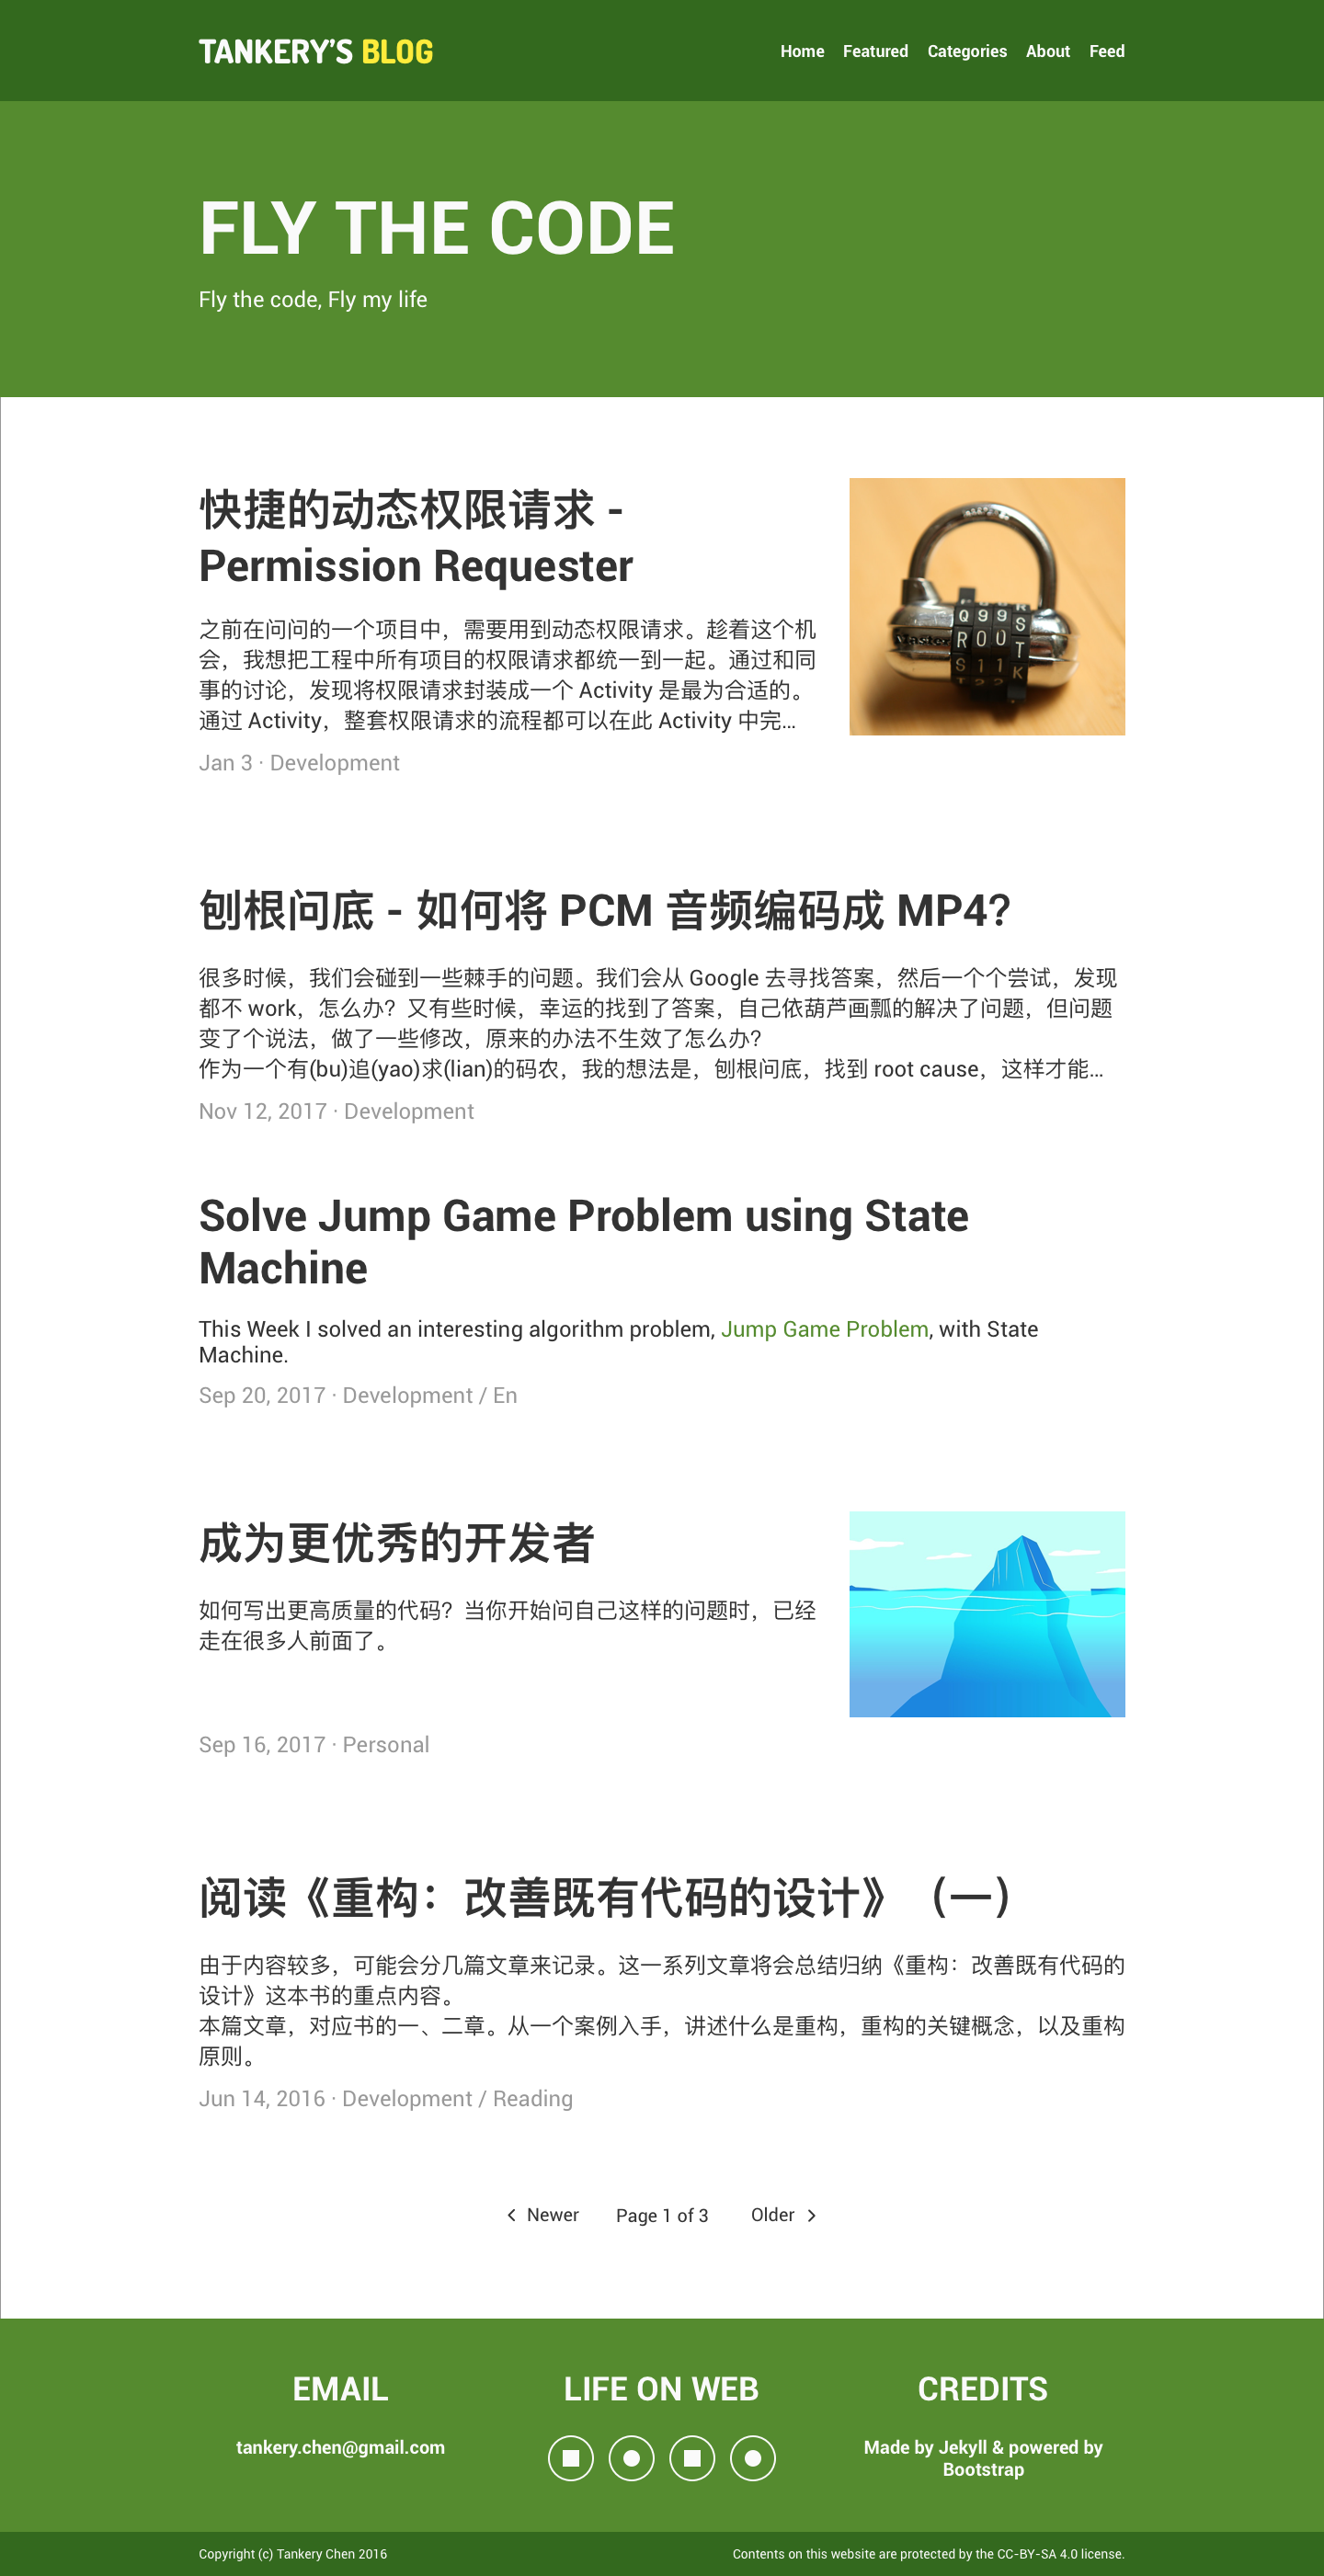 TANKERY'S BLOG
Home Featured Categories About Feed
FLY THE CODE
Fly the code, Fly my life
快捷的动态权限请求 -
Permission Requester
之前在问问的一个项目中，需要用到动态权限请求。趁着这个机
会，我想把工程中所有项目的权限请求都统一到一起。通过和同
事的讨论，发现将权限请求封装成一个 Activity 是最为合适的。
通过 Activity，整套权限请求的流程都可以在此 Activity 中完...
Jan 3 · Development
刨根问底 - 如何将 PCM 音频编码成 MP4？
很多时候，我们会碰到一些棘手的问题。我们会从 Google 去寻找答案，然后一个个尝试，发现
都不 work，怎么办？又有些时候，幸运的找到了答案，自己依葫芦画瓢的解决了问题，但问题
变了个说法，做了一些修改，原来的办法不生效了怎么办？
作为一个有(bu)追(yao)求(lian)的码农，我的想法是，刨根问底，找到 root cause，这样才能...
Nov 12, 2017 · Development
Solve Jump Game Problem using State
Machine
This Week I solved an interesting algorithm problem, Jump Game Problem, with State
Machine.
Sep 20, 2017 · Development / En
成为更优秀的开发者
如何写出更高质量的代码？当你开始问自己这样的问题时，已经
走在很多人前面了。
Sep 16, 2017 · Personal
阅读《重构：改善既有代码的设计》（一）
由于内容较多，可能会分几篇文章来记录。这一系列文章将会总结归纳《重构：改善既有代码的
设计》这本书的重点内容。
本篇文章，对应书的一、二章。从一个案例入手，讲述什么是重构，重构的关键概念，以及重构
原则。
Jun 14, 2016 · Development / Reading
Newer Page 1 of 3 Older
EMAIL
tankery.chen@gmail.com
LIFE ON WEB
CREDITS
Made by Jekyll & powered by
Bootstrap
Copyright (c) Tankery Chen 2016
Contents on this website are protected by the CC-BY-SA 4.0 license.